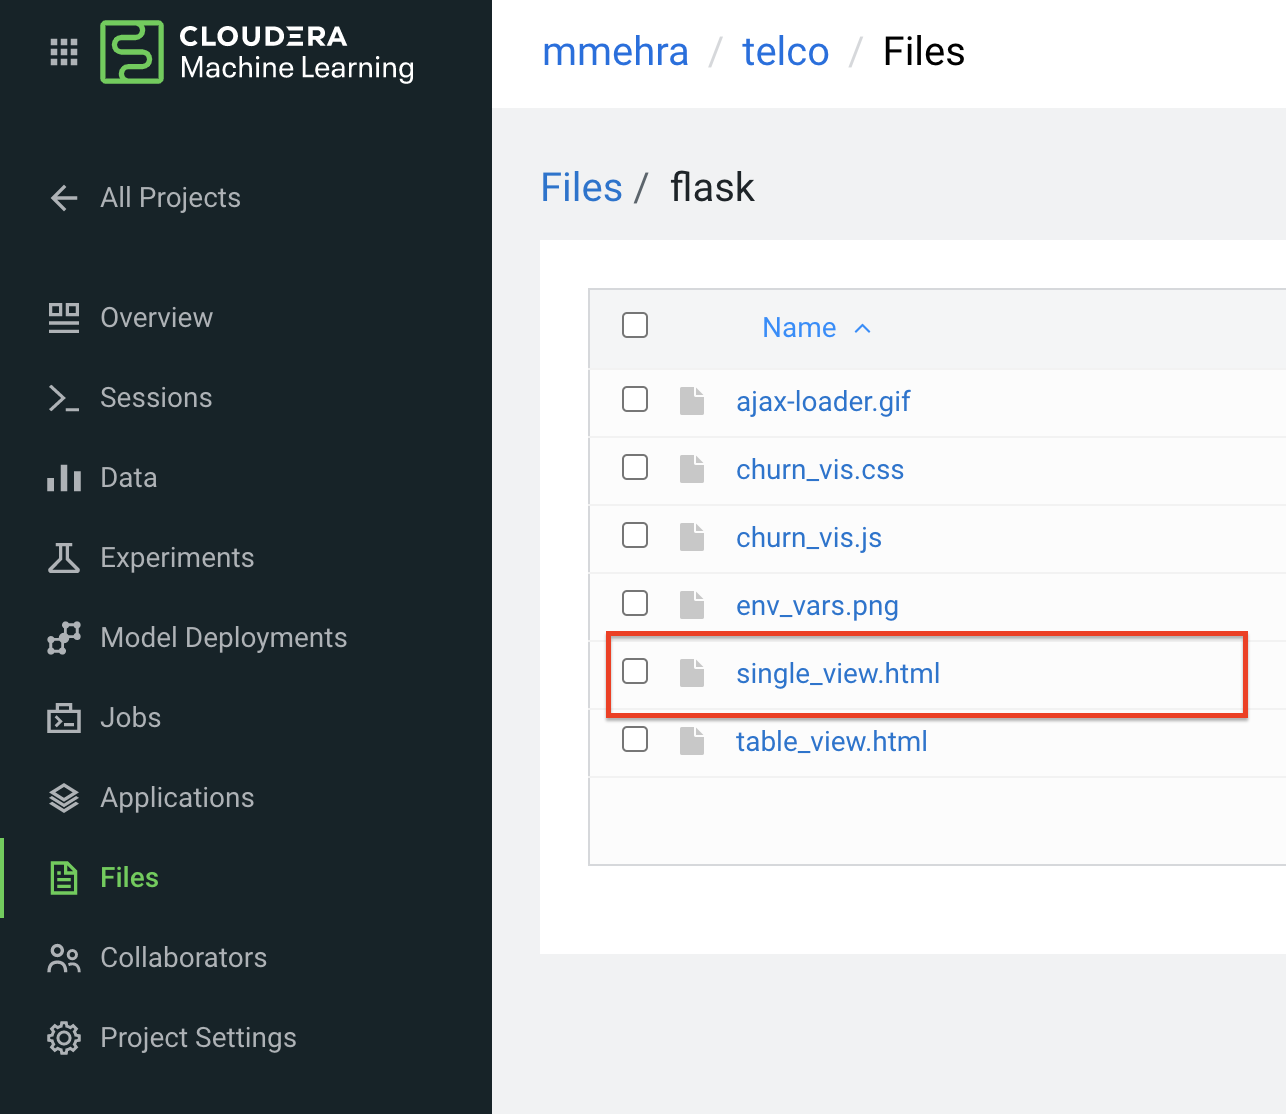 CLOUDERA
Machine Learning
All Projects
Overview
Sessions
Data
Experiments
Model Deployments
Jobs
Applications
Files
Collaborators
Project Settings
mmehra / telco / Files
Files / flask
Name
ajax-loader.gif
churn_vis.css
churn_vis.js
env_vars.png
single_view.html
table_view.html